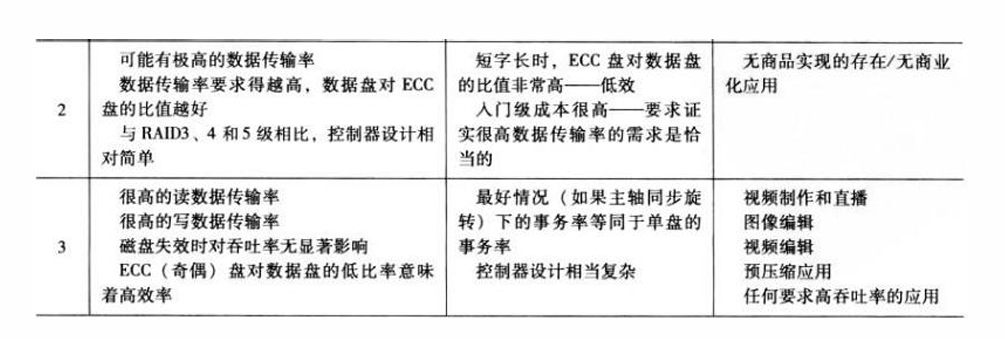 2
可能有极高的数据传输率
数据传输率要求得越高，数据盘对 ECC
盘的比值越好
与 RAID3、4 和 5 级相比，控制器设计相
对简单
短字长时，ECC 盘对数据盘
的比值非常高——低效
入门级成本很高——要求证
实很高数据传输率的需求是恰
当的
无商品实现的存在/无商业
化应用
3
很高的读数据传输率
很高的写数据传输率
磁盘失效时对吞吐率无显著影响
ECC（奇偶）盘对数据盘的低比率意味
着高效率
最好情况（如果主轴同步旋
转）下的事务率等同于单盘的
事务率
控制器设计相当复杂
视频制作和直播
图像编辑
视频编辑
预压缩应用
任何要求高吞吐率的应用